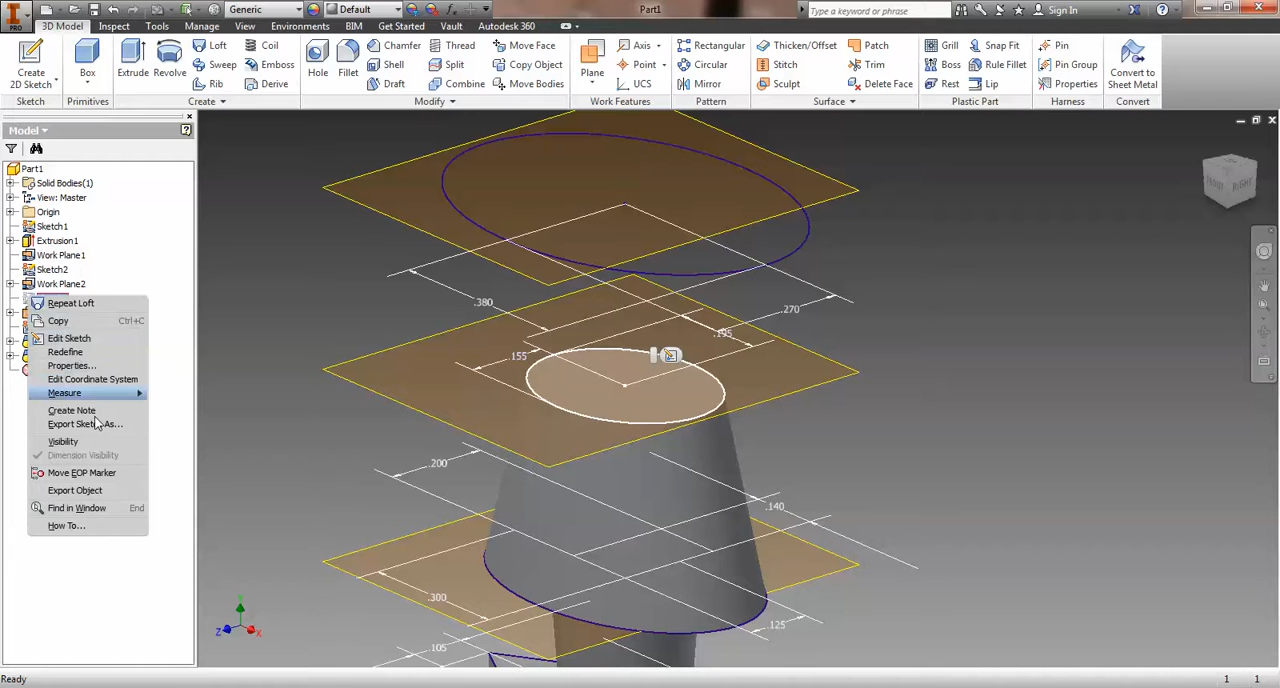 Generic
Default
Part1
Type a keyword or phrase
Sign In
PRO
3D Model
Inspect
Tools
Manage
View
Environments
BIM
Get Started
Vault
Autodesk 360
Create
2D Sketch
Box
Extrude
Revolve
Loft
Coil
Sweep
Emboss
Rib
Derive
Hole
Fillet
Chamfer
Thread
Shell
Split
Draft
Combine
Move Face
Copy Object
Move Bodies
Plane
Axis
Point
UCS
Rectangular
Circular
Mirror
Thicken/Offset
Patch
Stitch
Trim
Sculpt
Delete Face
Grill
Snap Fit
Boss
Rule Fillet
Rest
Lip
Pin
Pin Group
Properties
Convert to
Sheet Metal
Sketch
Primitives
Create
Modify
Work Features
Pattern
Surface
Plastic Part
Harness
Convert
Model
Part1
Solid Bodies(1)
View: Master
Origin
Sketch1
Extrusion1
Work Plane1
Sketch2
Work Plane2
Repeat Loft
Copy Ctrl+C
Edit Sketch
Redefine
Properties...
Edit Coordinate System
Measure
Create Note
Export Sketch As...
Visibility
Dimension Visibility
Move EOP Marker
Export Object
Find in Window End
How To...
.380
.270
.195
.155
.200
.140
.300
.125
.105
FRONT
RIGHT
Z
X
Ready
1 1